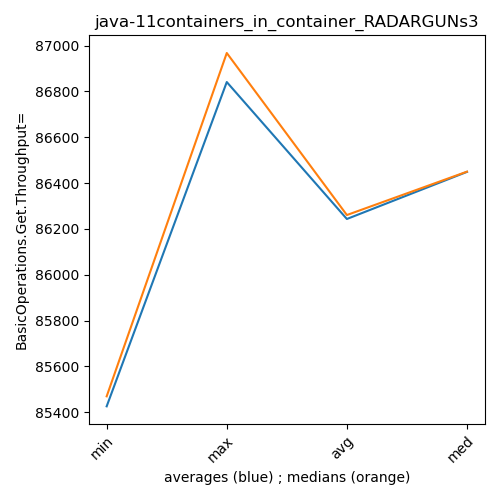 java-11containers_in_container_RADARGUNs3
BasicOperations.Get.Throughput=
87000
86800
86600
86400
86200
86000
85800
85600
85400
min
max
avg
med
averages (blue) ; medians (orange)